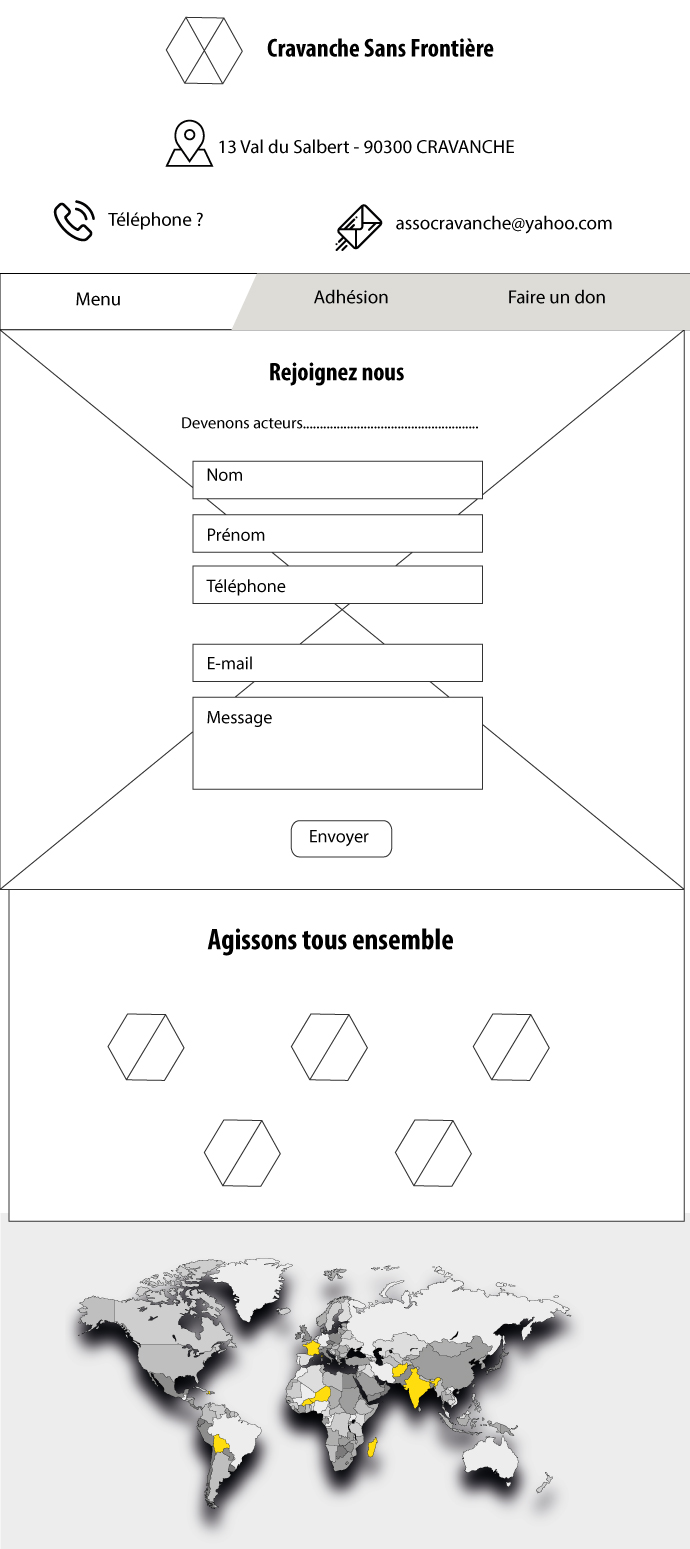 Cravanche Sans Frontière
13 Val du Salbert - 90300 CRAVANCHE
Téléphone ?
assocravanche@yahoo.com
Menu
Adhésion
Faire un don
Rejoignez nous
Devenons acteurs.....................................................
Nom
Prénom
Téléphone
E-mail
Message
Envoyer
Agissons tous ensemble